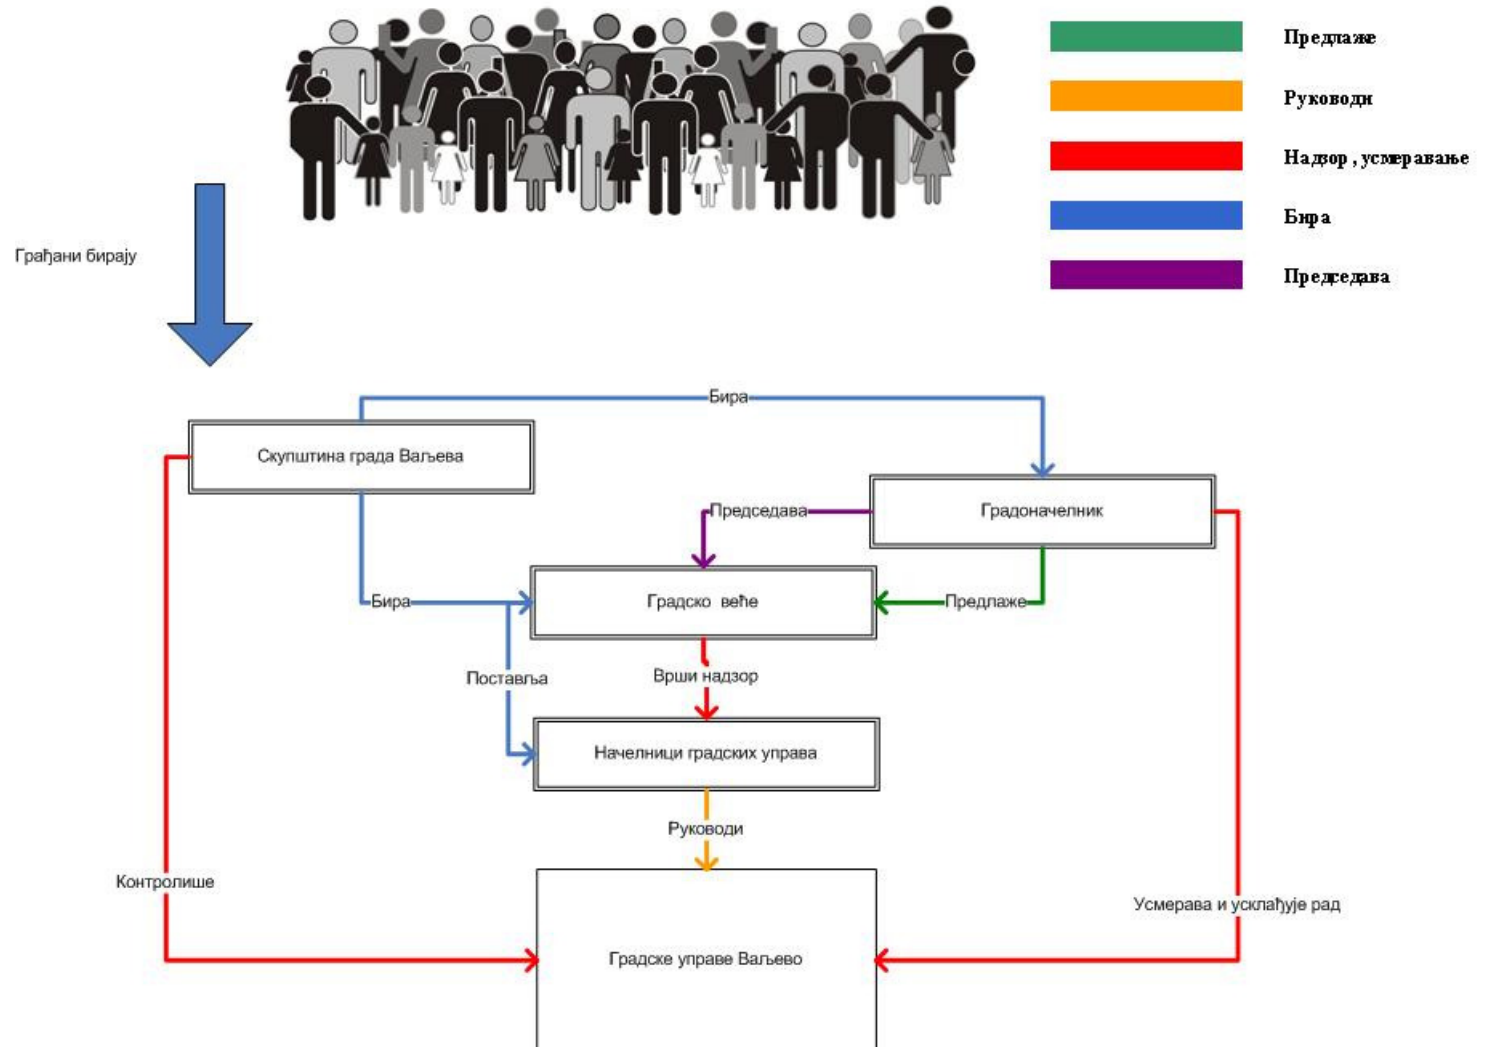 Предлаже
Руководи
Надзор , усмеравање
Бира
Председава
Грађани бирају
Бира
Скупштина града Ваљева
Председава
Градоначелник
Бира
Градско веће
Предлаже
Поставља
Врши надзор
Начелници градских управа
Руководи
Контролише
Усмерава и усклађује рад
Градске управе Ваљево